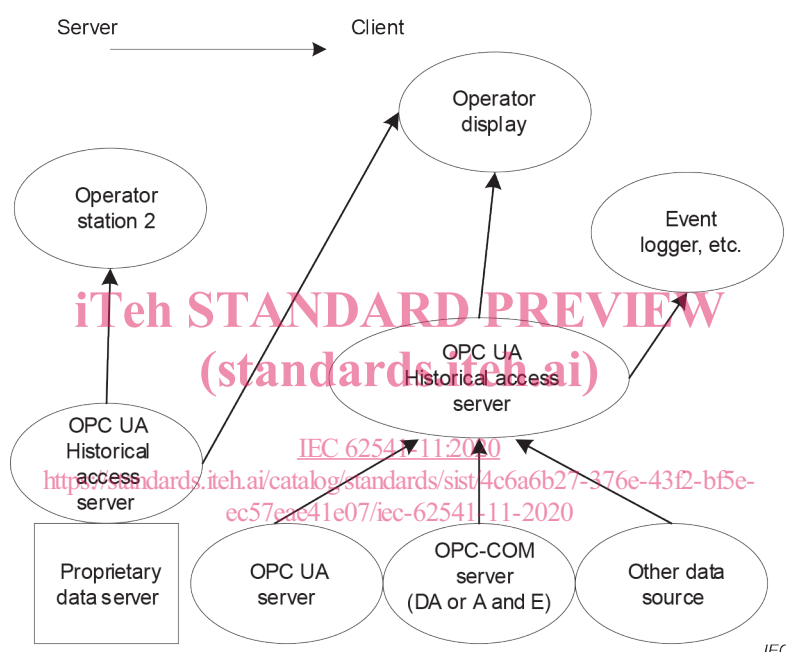 Server
Client
Operator
display
Operator
station 2
Event
logger, etc.
iTeh STANDARD PREVIEW
(standards.iteh.ai)
OPC UA
Historical access
server
OPC UA
Historical
access
server
IEC 62541-11:2020
https://standards.iteh.ai/catalog/standards/sist/4c6a6b27-376e-43f2-bf5e-
ec57eae41e07/iec-62541-11-2020
Proprietary
data server
OPC UA
server
OPC-COM
server
(DA or A and E)
Other data
source
IEC